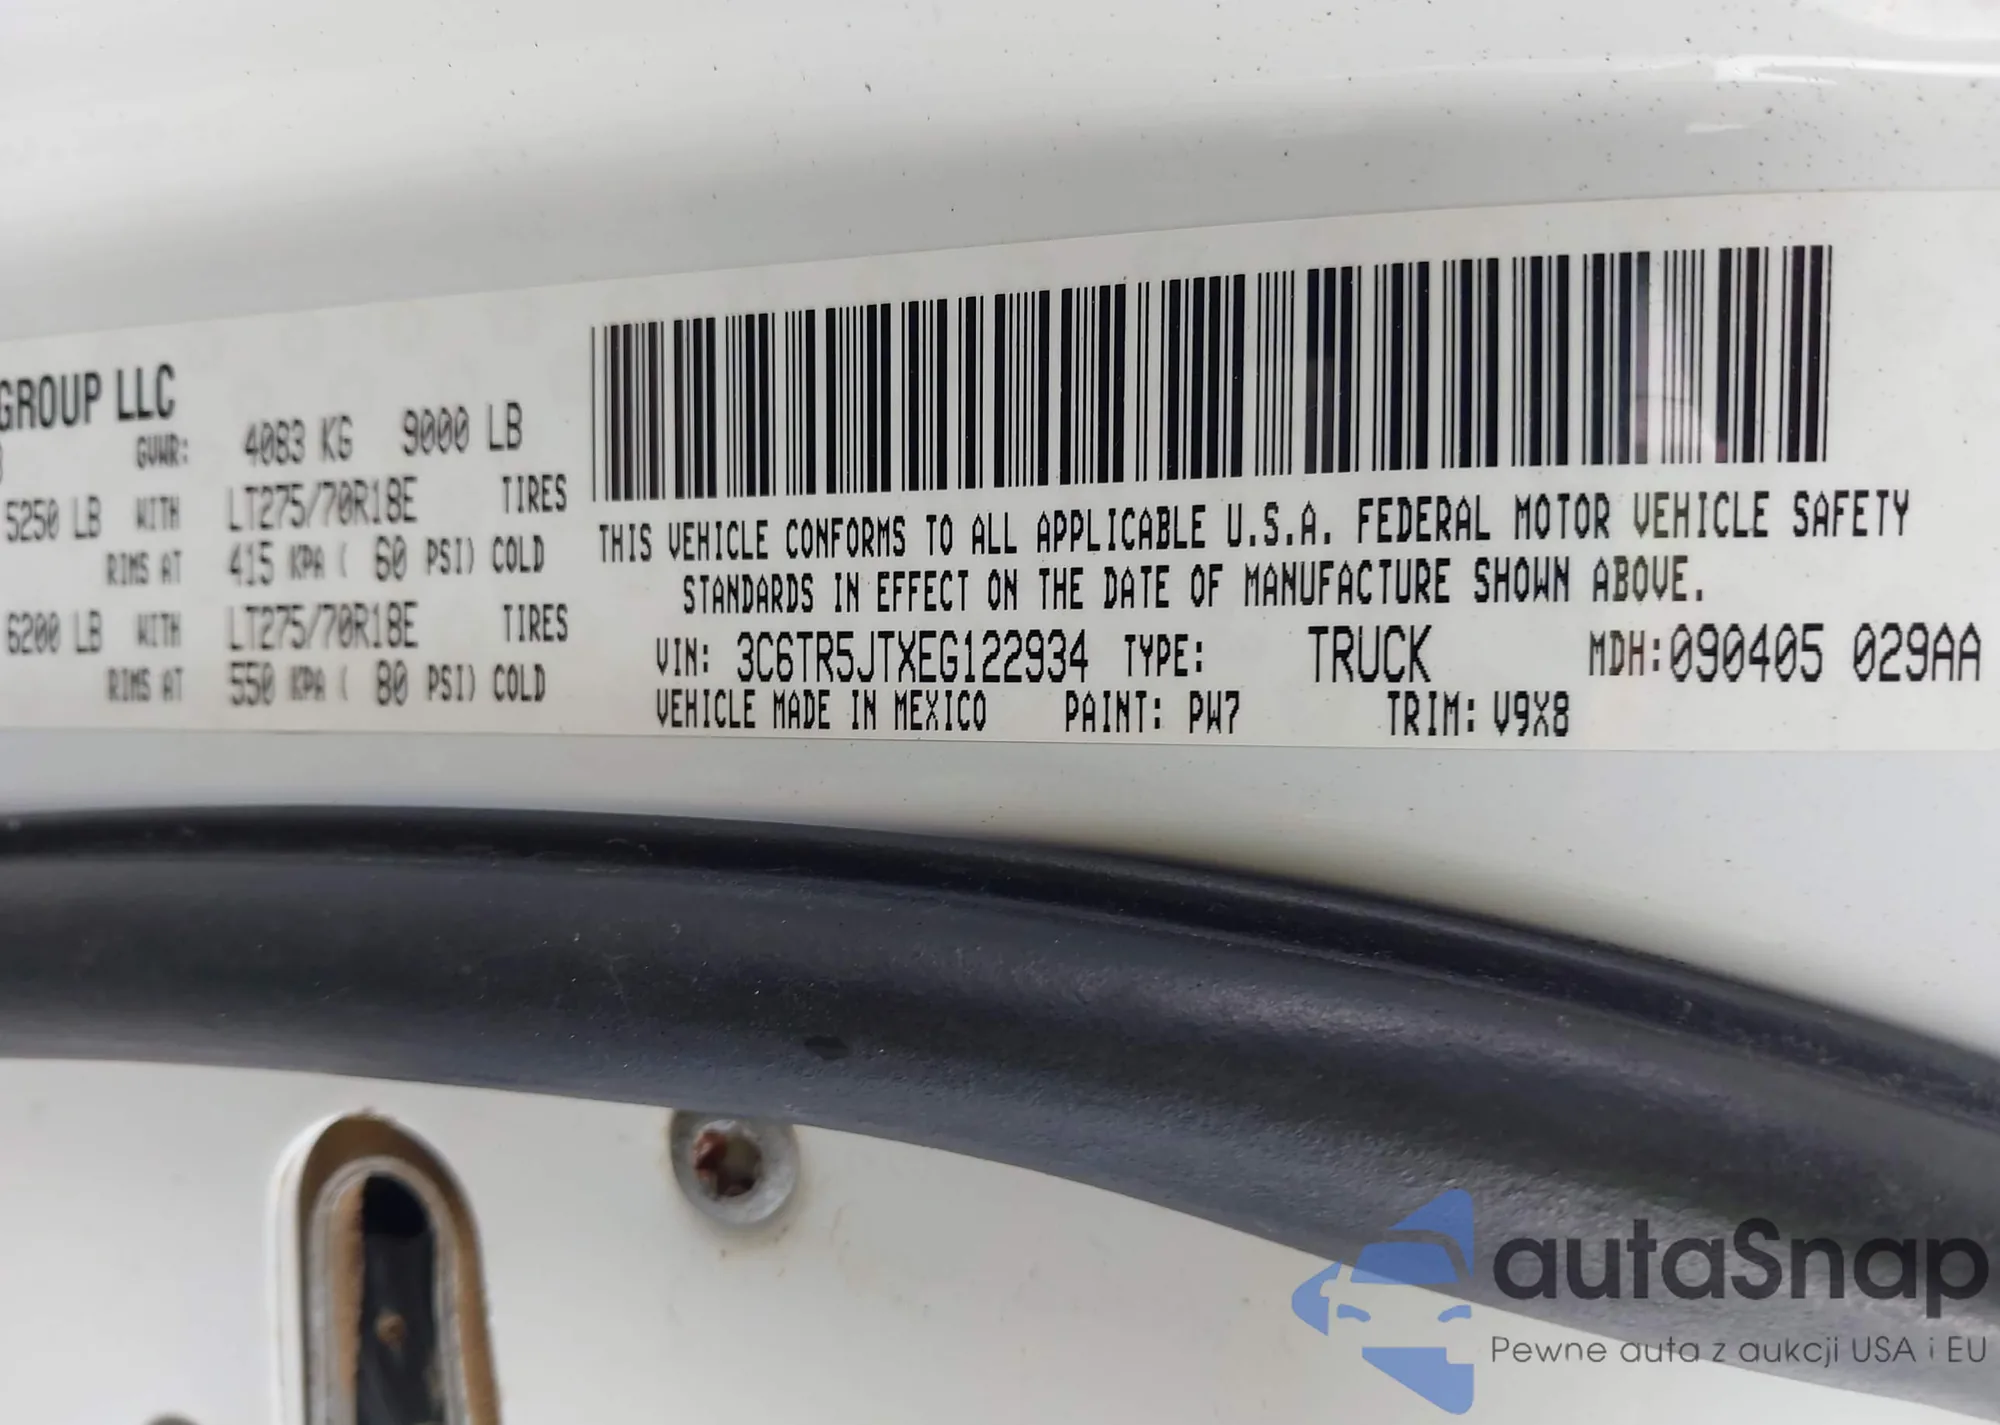 GROUP LLC
GVWR: 4083 KG 9000 LB
5250 LB WITH LT275/70R18E TIRES
RIMS AT 415 KPA ( 60 PSI) COLD
6200 LB WITH LT275/70R18E TIRES
RIMS AT 550 KPA ( 80 PSI) COLD
THIS VEHICLE CONFORMS TO ALL APPLICABLE U.S.A. FEDERAL MOTOR VEHICLE SAFETY
STANDARDS IN EFFECT ON THE DATE OF MANUFACTURE SHOWN ABOVE.
VIN: 3C6TR5JTXEG122934 TYPE: TRUCK MDH:090405 029AA
VEHICLE MADE IN MEXICO PAINT: PW7 TRIM: V9X8
autaSnap
Pewne auta z aukcji USA i EU